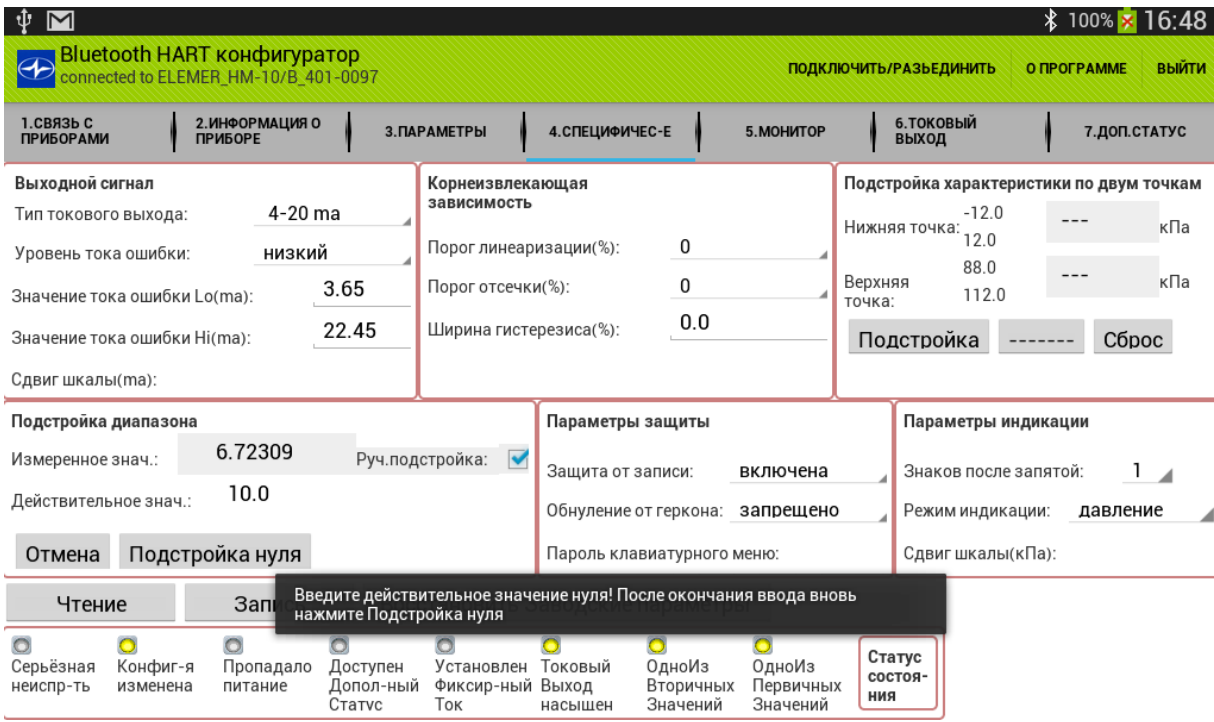 100% 16:48
Bluetooth HART конфигуратор
connected to ELEMER_HM-10/B_401-0097
ПОДКЛЮЧИТЬ/РАЗЬЕДИНИТЬ
О ПРОГРАММЕ
ВЫЙТИ
1.СВЯЗЬ С
ПРИБОРАМИ
2.ИНФОРМАЦИЯ О
ПРИБОРЕ
3.ПАРАМЕТРЫ
4.СПЕЦИФИЧЕС-Е
5.МОНИТОР
6.ТОКОВЫЙ
ВЫХОД
7.ДОП.СТАТУС
Выходной сигнал
Тип токового выхода: 4-20 ma
Уровень тока ошибки: низкий
Значение тока ошибки Lo(ma): 3.65
Значение тока ошибки Hi(ma): 22.45
Сдвиг шкалы(ma):
Корнеизвлекающая
зависимость
Порог линеаризации(%): 0
Порог отсечки(%): 0
Ширина гистерезиса(%): 0.0
Подстройка характеристики по двум точкам
Нижняя точка: -12.0 --- кПа
12.0
Верхняя 88.0 --- кПа
точка: 112.0
Подстройка ------- Сброс
Подстройка диапазона
Измеренное знач.: 6.72309 Руч.подстройка:
Действительное знач.: 10.0
Отмена Подстройка нуля
Параметры защиты
Защита от записи: включена
Обнуление от геркона: запрещено
Пароль клавиатурного меню:
Параметры индикации
Знаков после запятой: 1
Режим индикации: давление
Сдвиг шкалы(кПа):
Чтение
Введите действительное значение нуля! После окончания ввода вновь
нажмите Подстройка нуля
Серьёзная
неиспр-ть
Конфиг-я
изменена
Пропадало
питание
Доступен
Допол-ный
Статус
Установлен
Фиксир-ный
Ток
Токовый
Выход
насыщен
ОдноИз
Вторичных
Значений
ОдноИз
Первичных
Значений
Статус
состоя-
ния